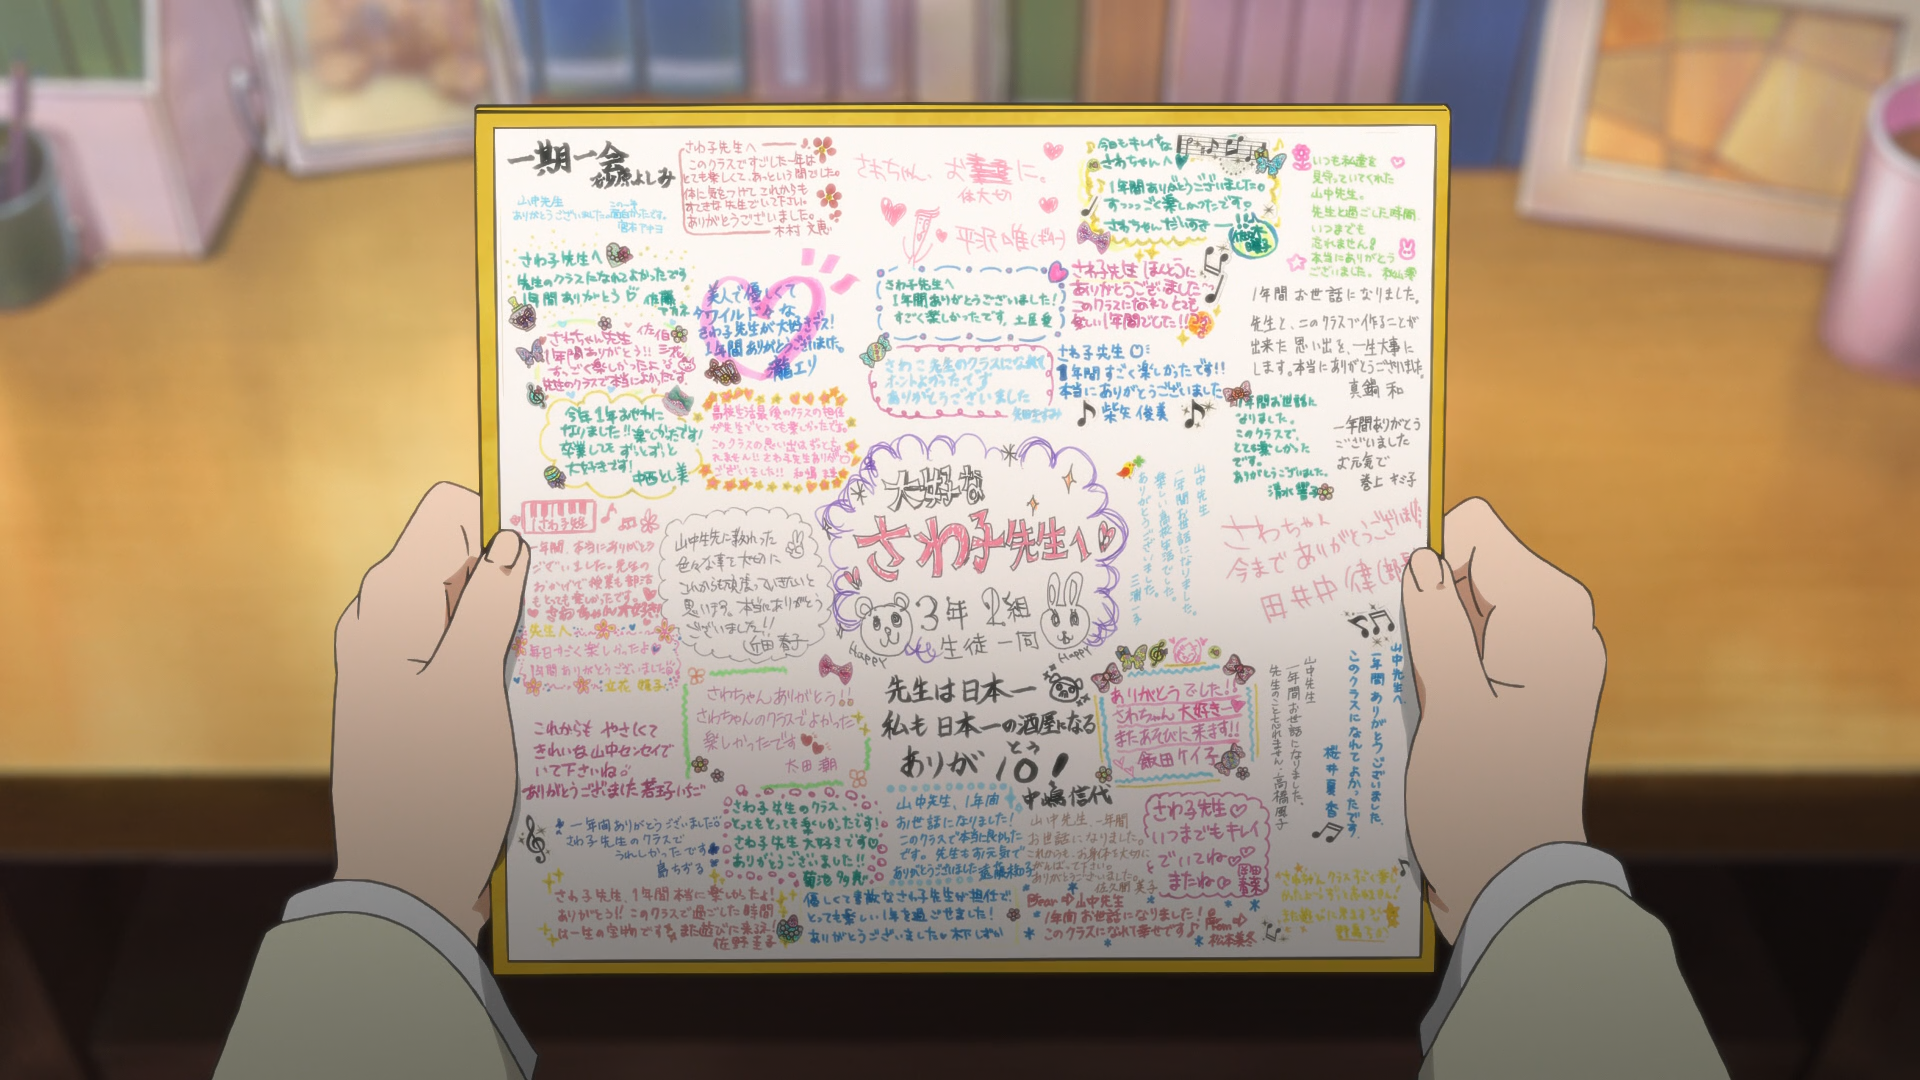 一期一会
砂原よしみ
山中先生
ありがとうございました。
この一年
面白かったです。
宮本アキヨ
さわ子先生へ
このクラスですごした一年は
とても楽しくて、あっという間でした。
体に気をつけてこれからも
すてきな先生でいて下さい。
ありがとうございました。
木村 文恵
さわちゃん、お
に。
体大切
平沢唯(ギター)
今日もキレイな
さわちゃんへ
1年間ありがとうございました。
すっっっごく楽しかったです。
さわちゃんだいすきー!!
佐々木
曜子
いつも私達を
見守っていてくれた
山中先生。
先生と過ごした時間
いつまでも
忘れません!
本当にありがとう
ございました。 秋山澪
さわ子先生へ
先生のクラスになれてよかったです
1年間ありがとう 佐藤
アカネ
美人で優しくて
ワイルドな
さわ子先生が大好きデス!
1年間ありがとうございました。
瀧エリ
さわ子先生へ
1年間ありがとうございました!
すごく楽しかったです。土屋 愛
さわ子先生 ほんとうに
ありがとうございました
このクラスになれてとても
楽しい1年間でした!!
1年間お世話になりました。
先生と、このクラスで作ることが
出来た思い出を、一生大事に
します。本当にありがとうございました。
真鍋 和
さわちゃん先生 佐伯
三花
1年間ありがとう!!
すっごく楽しかったよ
先生のクラスで本当によかったよ
さわこ先生のクラスになれて
ホントよかったです
ありがとうございました
さわ子先生
1年間すごく楽しかったです!!
本当にありがとうございました
柴矢 俊美
今年1年お世話に
なりました!!楽しかったです!
卒業してもずぅ〜っと
大好きです!
中西とし美
高校生活最後のクラスの担任
が先生でとっても楽しかったです。
このクラスの思い出はずっと忘
れません!!さわ子先生ありがとう
ございました!!
1年間お世話に
なりました。
このクラスで、
とても楽しかった
です。
ありがとうございました。
清水 響子
一年間ありがとう
ございました
お元気で
巻上 キミ子
大好きな
さわ子先生へ
3年2組
生徒一同
Happy
Happy
山中先生
一年間お世話になりました。
楽しい高校生活でした。
ありがとうございました。
三浦 一子
さわちゃん
今までありがとうございました!!
田井中 律(部長)
さわ子先生
一年間、本当にありがとう
ございました。先生の
おかげで授業も部活
もとても楽しかったです。
さわちゃん大好き!!
山中先生に教わった
色々な事を大切に
これからも頑張っていきたいと
思います。本当にありがとう
ございました!!
近田 春子
先生へ
毎日すごく楽しかったよ
1年間ありがとうございました
立花 姫子
さわちゃんありがとう!!
さわちゃんのクラスでよかった
楽しかったです
太田 潮
先生は日本一
私も日本一の酒屋になる
ありが10!
とう
中嶋信代
ありがとうでした!!
さわちゃん大好きー
またあそびに来ます!!
飯田ケイ子
山中先生
一年間お世話になりました。
先生のこと忘れません。高橋風子
山中先生へ
一年間ありがとうございました。
このクラスになれてよかったです。
桜井夏香
これからも やさしくて
きれいな山中センセイで
いて下さいね。
ありがとうございました 若王子いちご
さわ子先生のクラス、
とってもとっても楽しかったです!
さわ子先生大好きです
ありがとうございました!!
菊池 多恵
山中先生、1年間
お世話になりました!
このクラスで本当に良かった
です。先生もお元気で
ありがとうございました
山中先生、一年間
お世話になりました。
これからも、お身体を大切に
がんばって下さい。
ありがとうございました。
佐久間 英子
さわ子先生
いつまでもキレイ
でいてね
またね
岡田
春菜
一年間ありがとうございました。
さわ子先生のクラスで
うれしかったです
島ちずる
さわ子先生、1年間本当に楽しかったよ!
ありがとう!! このクラスで過ごした時間
は一生の宝物ですまた遊びに来る!
佐野 圭子
優しくて素敵なさわ子先生が担任で、
とっても楽しい1年を過ごせました!
ありがとうございました 木下しずか
Dear 山中先生
1年間お世話になりました!
このクラスになれて幸せです
From
松本美冬